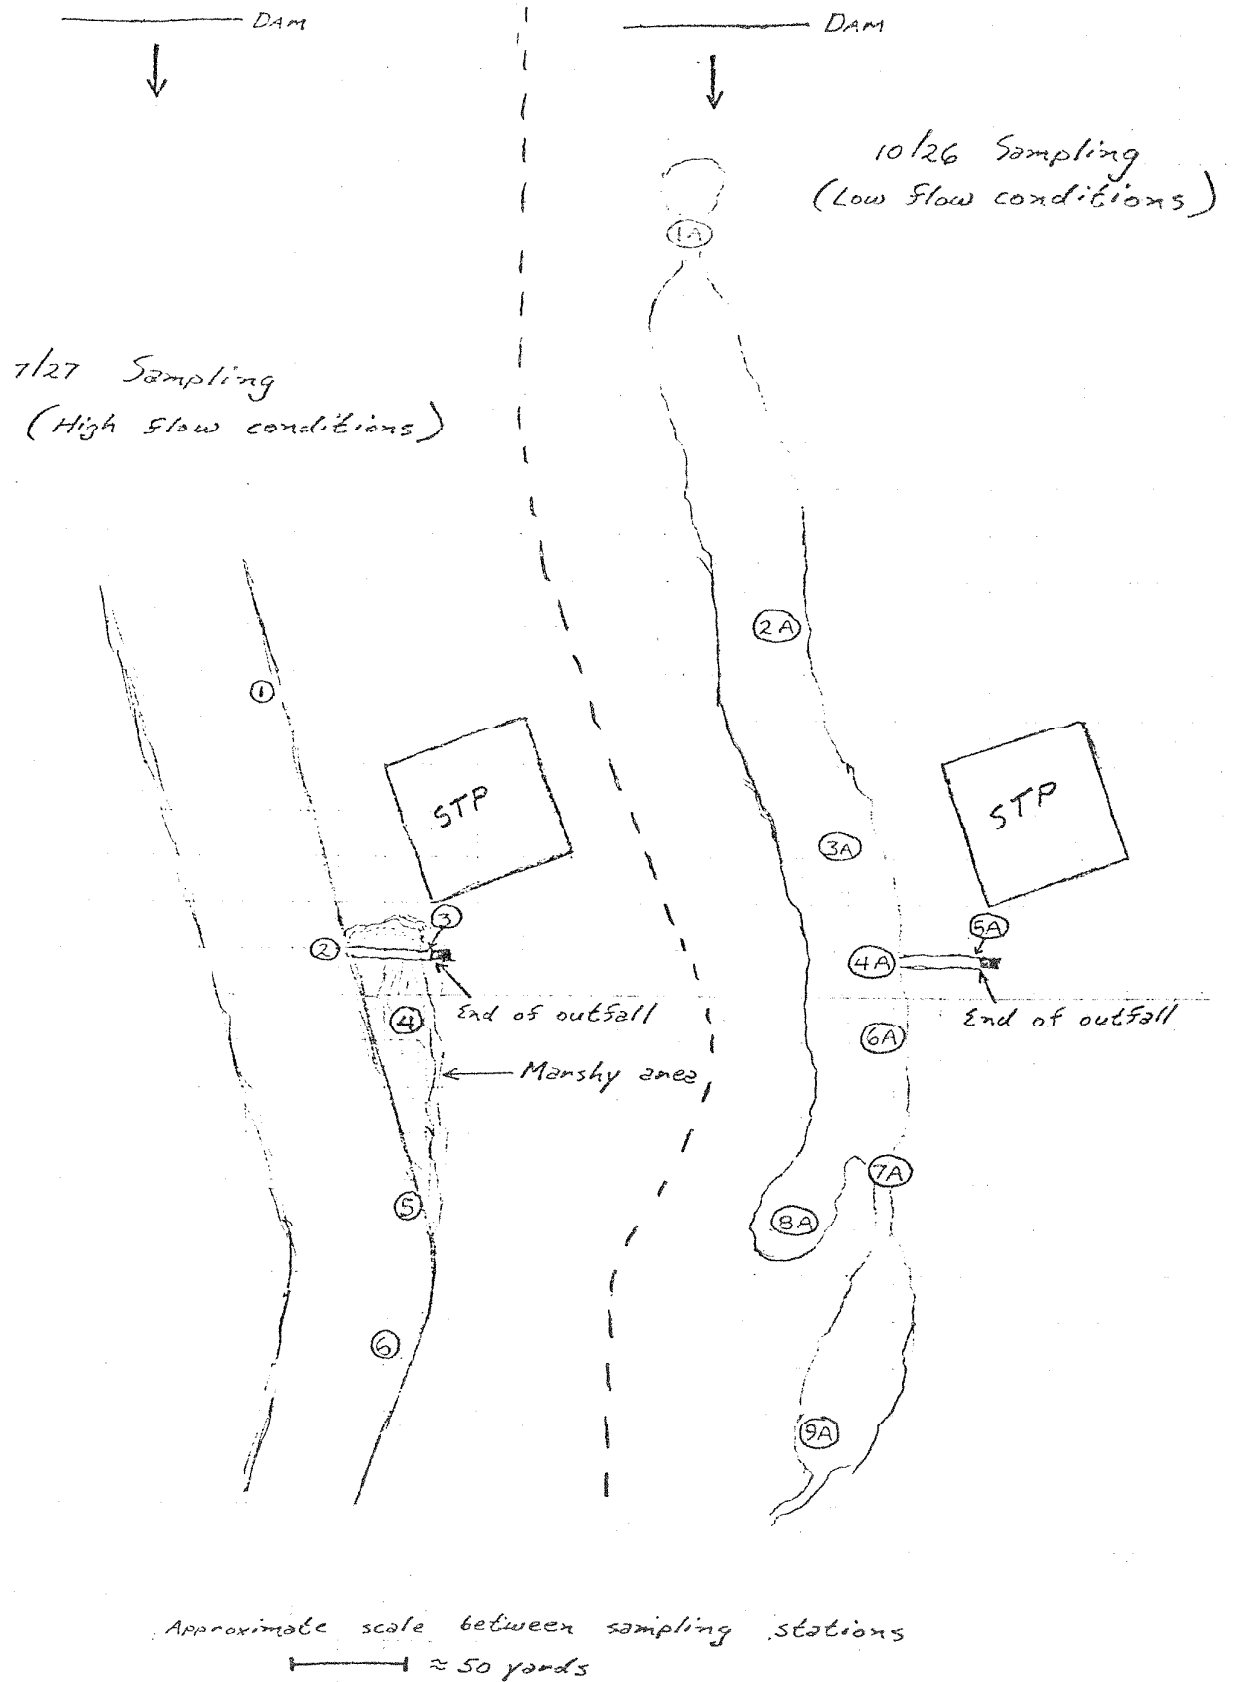 DAM
7/27 Sampling
(High flow conditions)
1
STP
2
3
End of outfall
4
Marshy area
5
6
DAM
10/26 Sampling
(Low flow conditions)
1A
2A
STP
3A
4A
5A
End of outfall
6A
7A
8A
9A
Approximate scale between sampling stations
≈ 50 yards